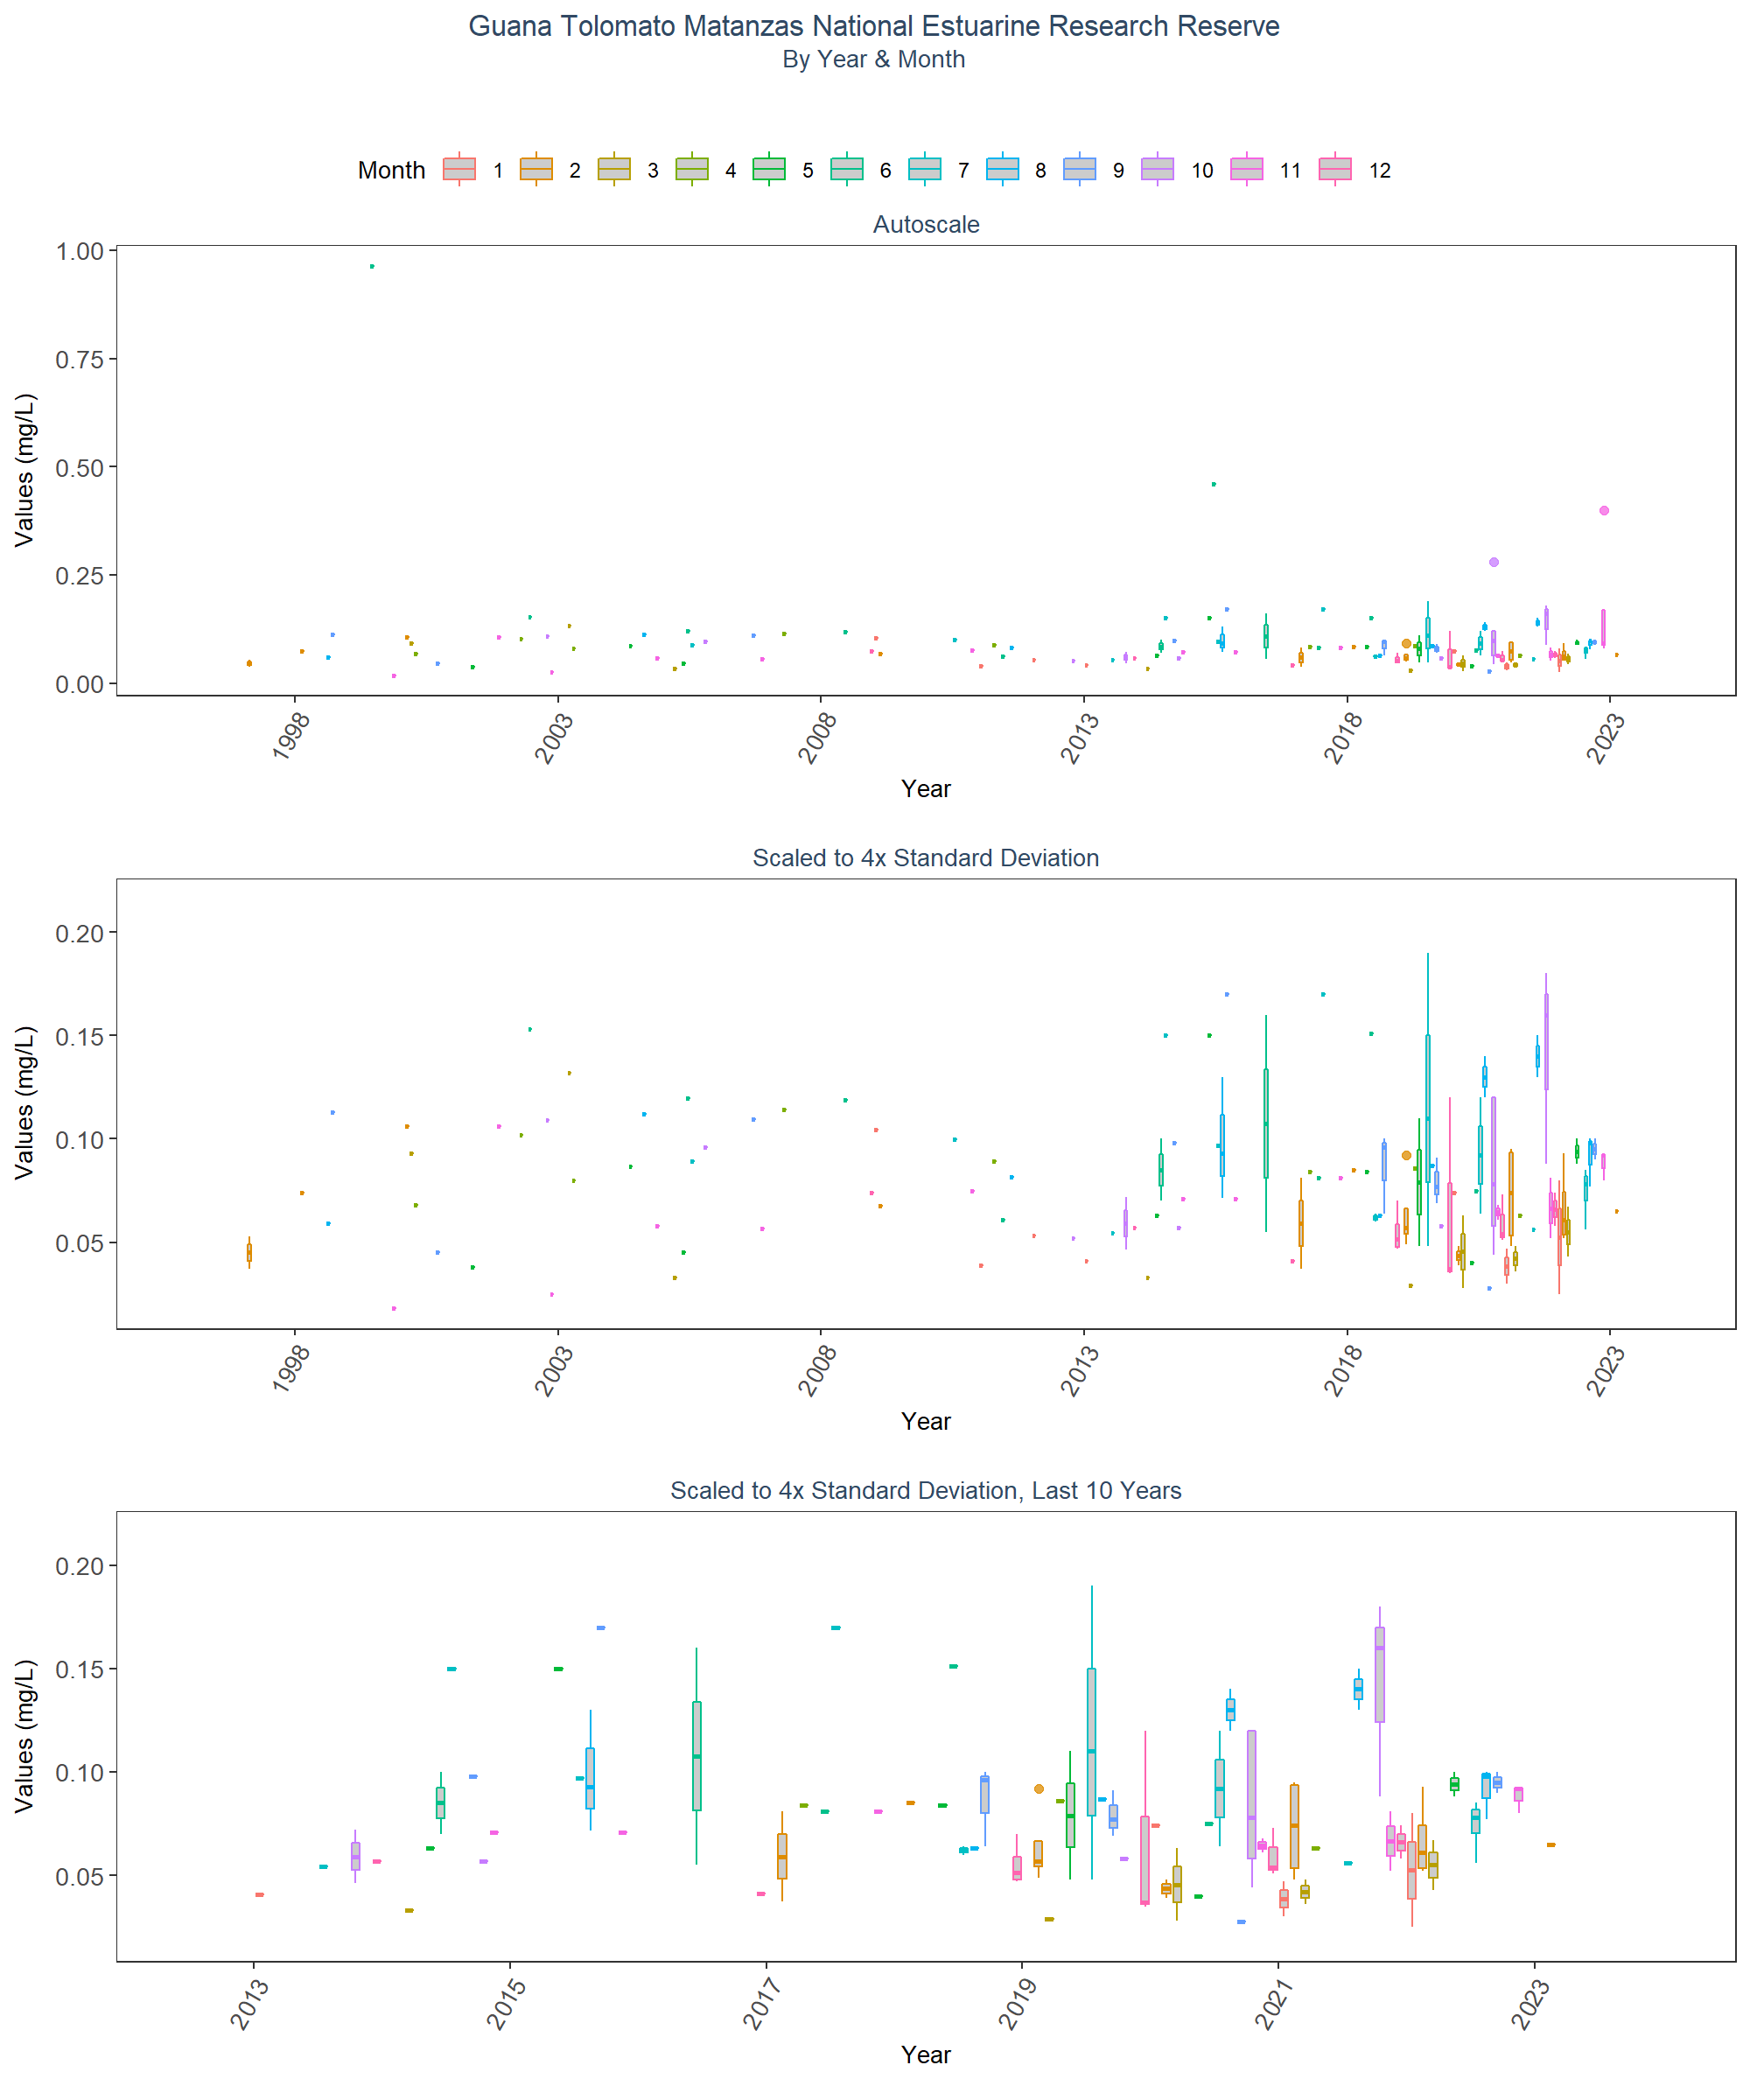 Guana Tolomato Matanzas National Estuarine Research Reserve
By Year & Month
Month 1 2 3 4 5 6 7 8 9 10 11 12
Autoscale
Values (mg/L)
1.00
0.75
0.50
0.25
0.00
1998 2003 2008 2013 2018 2023
Year
Scaled to 4x Standard Deviation
Values (mg/L)
0.20
0.15
0.10
0.05
1998 2003 2008 2013 2018 2023
Year
Scaled to 4x Standard Deviation, Last 10 Years
Values (mg/L)
0.20
0.15
0.10
0.05
2013 2015 2017 2019 2021 2023
Year